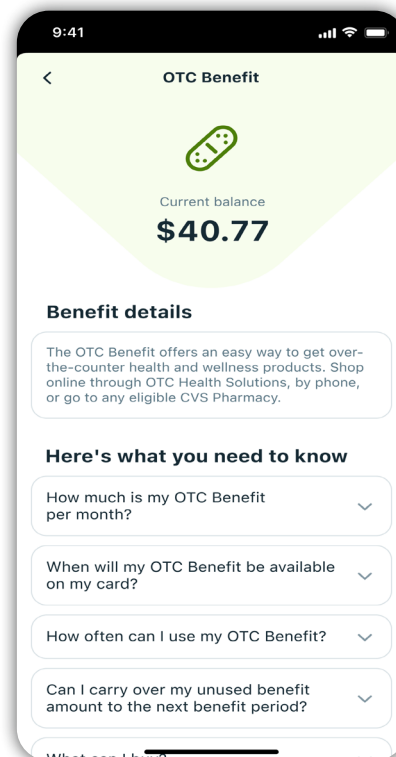 9:41
OTC Benefit
Current balance
$40.77
Benefit details
The OTC Benefit offers an easy way to get over-
the-counter health and wellness products. Shop
online through OTC Health Solutions, by phone,
or go to any eligible CVS Pharmacy.
Here's what you need to know
How much is my OTC Benefit
per month?
When will my OTC Benefit be available
on my card?
How often can I use my OTC Benefit?
Can I carry over my unused benefit
amount to the next benefit period?
What can I buy?